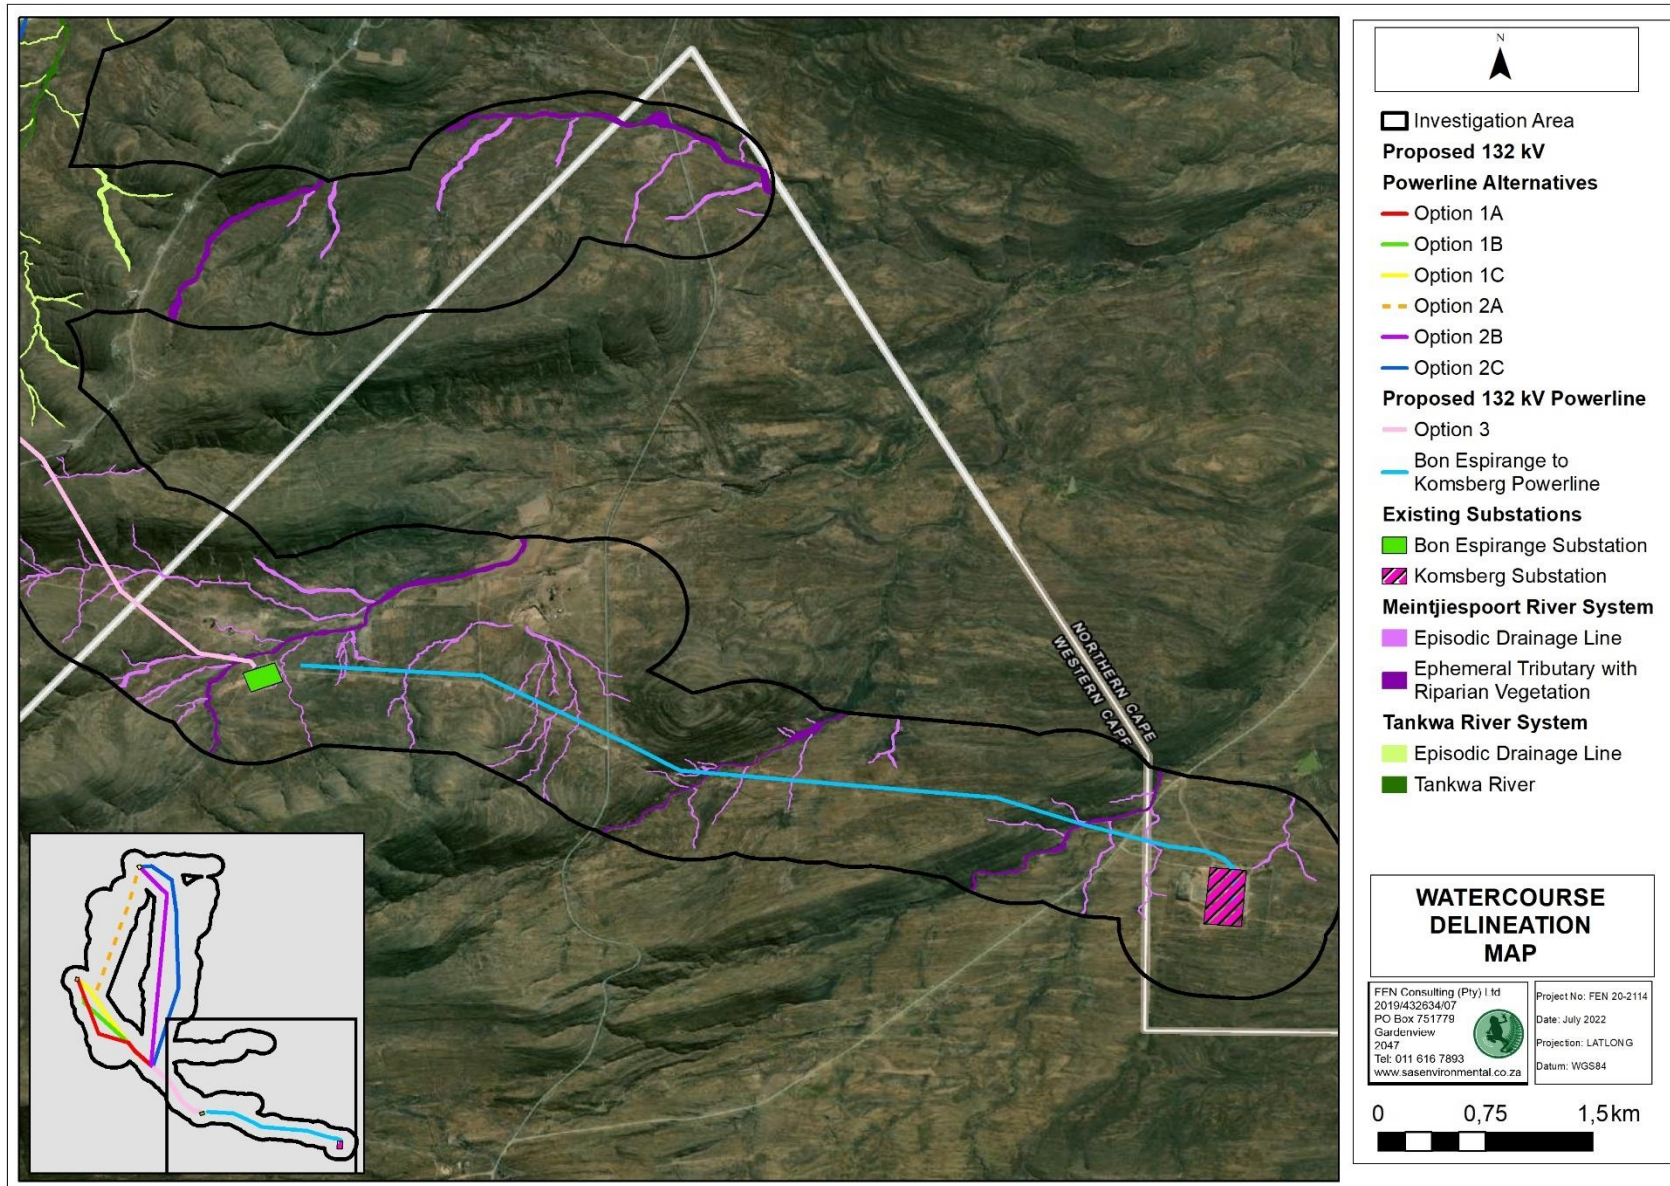 N
Investigation Area
Proposed 132 kV
Powerline Alternatives
Option 1A
Option 1B
Option 1C
Option 2A
Option 2B
Option 2C
Proposed 132 kV Powerline
Option 3
Bon Espirange to
Komsberg Powerline
Existing Substations
Bon Espirange Substation
Komsberg Substation
Meintjiespoort River System
Episodic Drainage Line
Ephemeral Tributary with
Riparian Vegetation
Tankwa River System
Episodic Drainage Line
Tankwa River
NORTHERN CAPE
WESTERN CAPE
WATERCOURSE
DELINEATION
MAP
FEN Consulting (Py) Ltd
2019/432634/07
PO Box 751779
Gardenview
2047
Tel: 011 616 7893
www.sasenvironmental.co.za
Project No: FEN 20-2114
Date: July 2022
Projection: LATLONG
Datum: WGS84
0 0,75 1,5 km